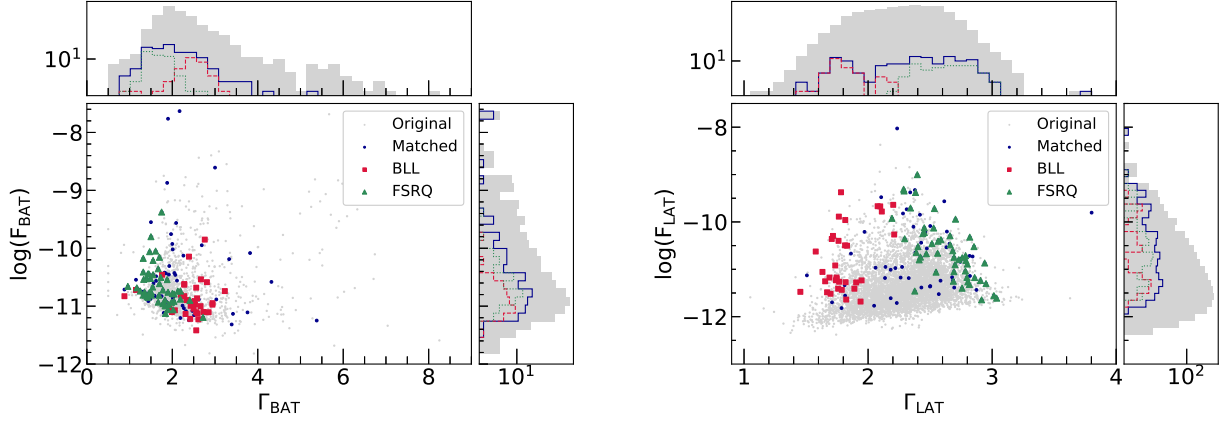 10¹
10¹
−8
−9
−10
−11
−12
log(F_BAT)
Original
Matched
BLL
FSRQ
0
2
4
6
8
Γ_BAT
10¹
−8
−10
−12
log(F_LAT)
Original
Matched
BLL
FSRQ
1
2
3
4
Γ_LAT
10²